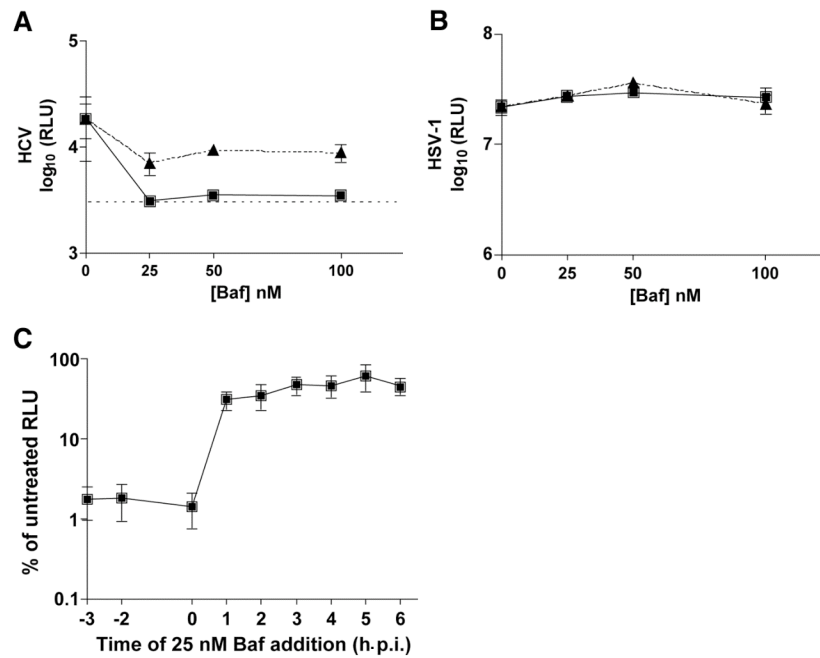 A
5
4
3
HCV
log10 (RLU)
0 25 50 100
[Baf] nM
B
8
7
6
HSV-1
log10 (RLU)
0 25 50 100
[Baf] nM
C
100
10
1
0.1
% of untreated RLU
-3 -2 0 1 2 3 4 5 6
Time of 25 nM Baf addition (h.p.i.)